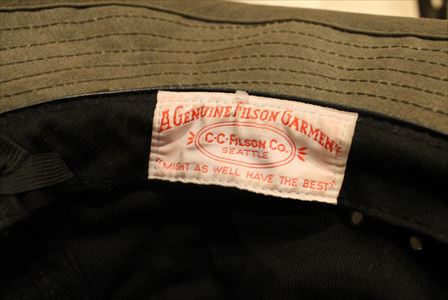 A GENUINE FILSON GARMENT
C·C·FILSON CO.
SEATTLE
"MIGHT AS WELL HAVE THE BEST"